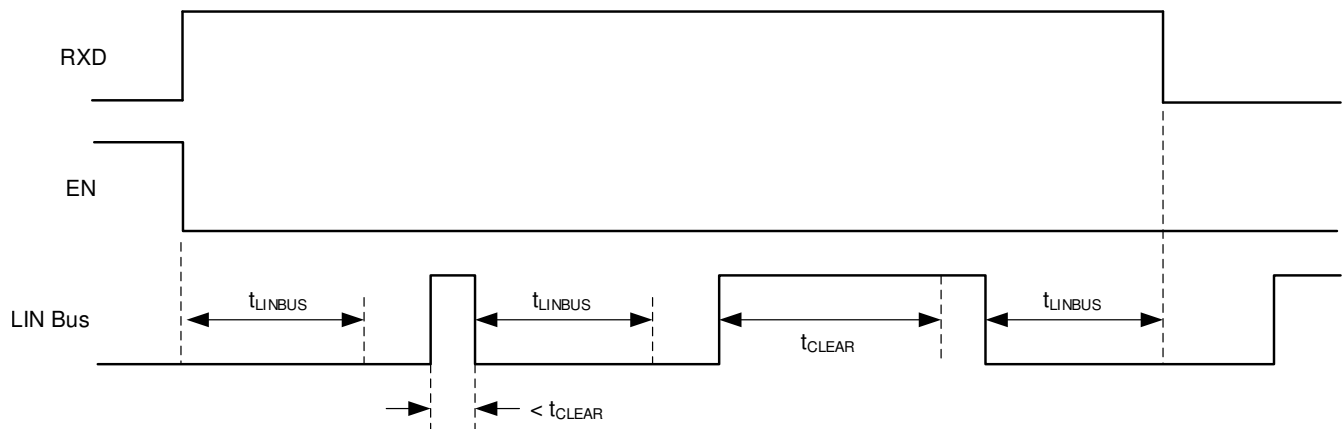 RXD
EN
LIN Bus
tLINBUS
tLINBUS
tCLEAR
tLINBUS
< tCLEAR